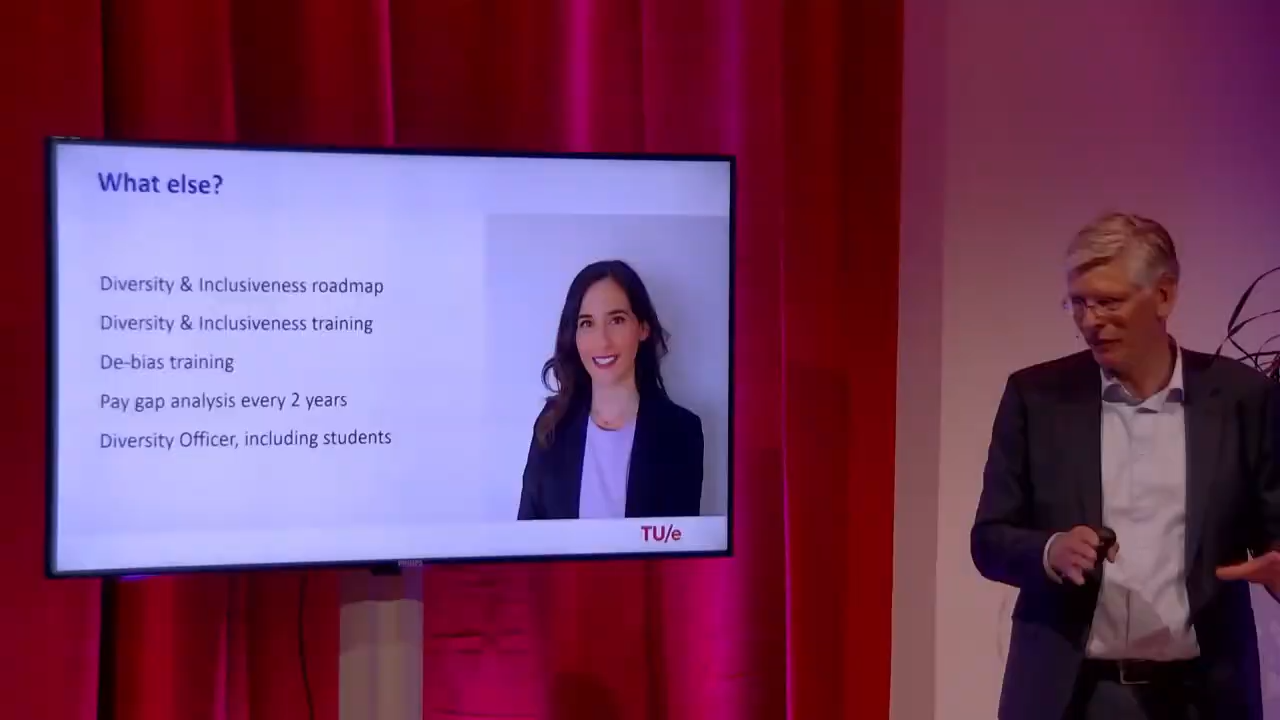 What else?
Diversity & Inclusiveness roadmap
Diversity & Inclusiveness training
De-bias training
Pay gap analysis every 2 years
Diversity Officer, including students
TU/e
PHILIPS